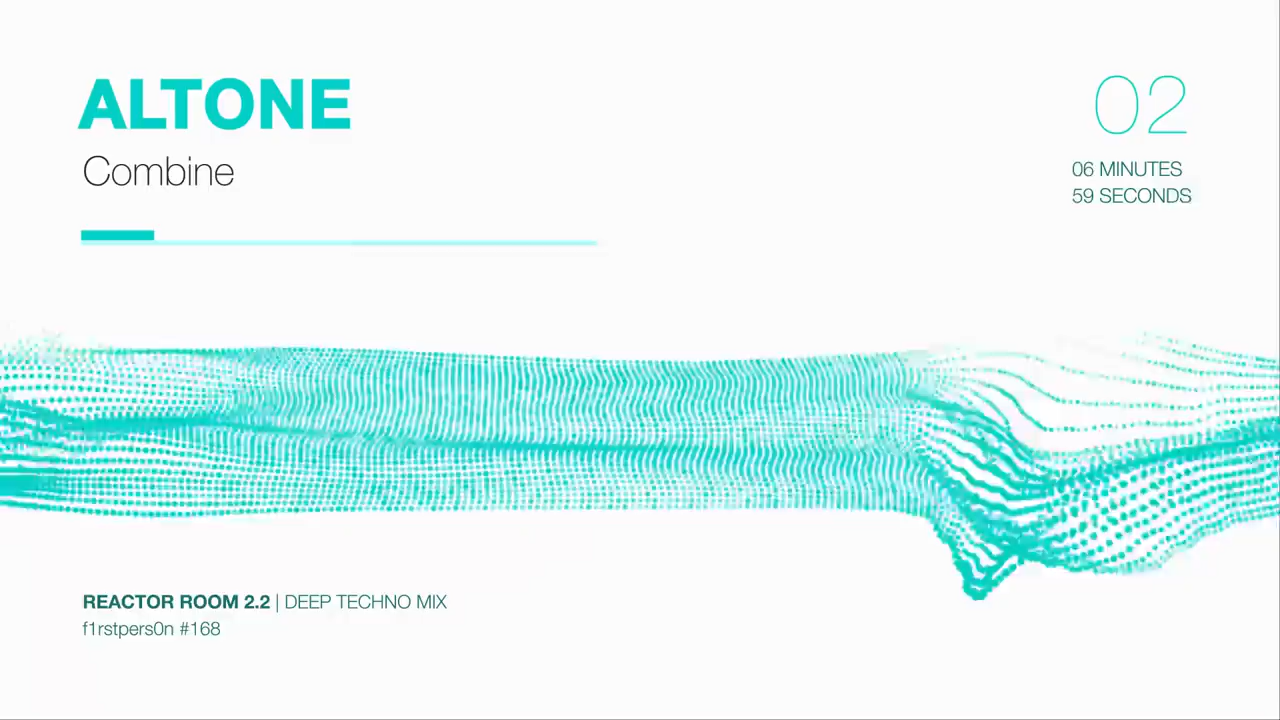 ALTONE
Combine
02
06 MINUTES
59 SECONDS
REACTOR ROOM 2.2 | DEEP TECHNO MIX
f1rstpers0n #168